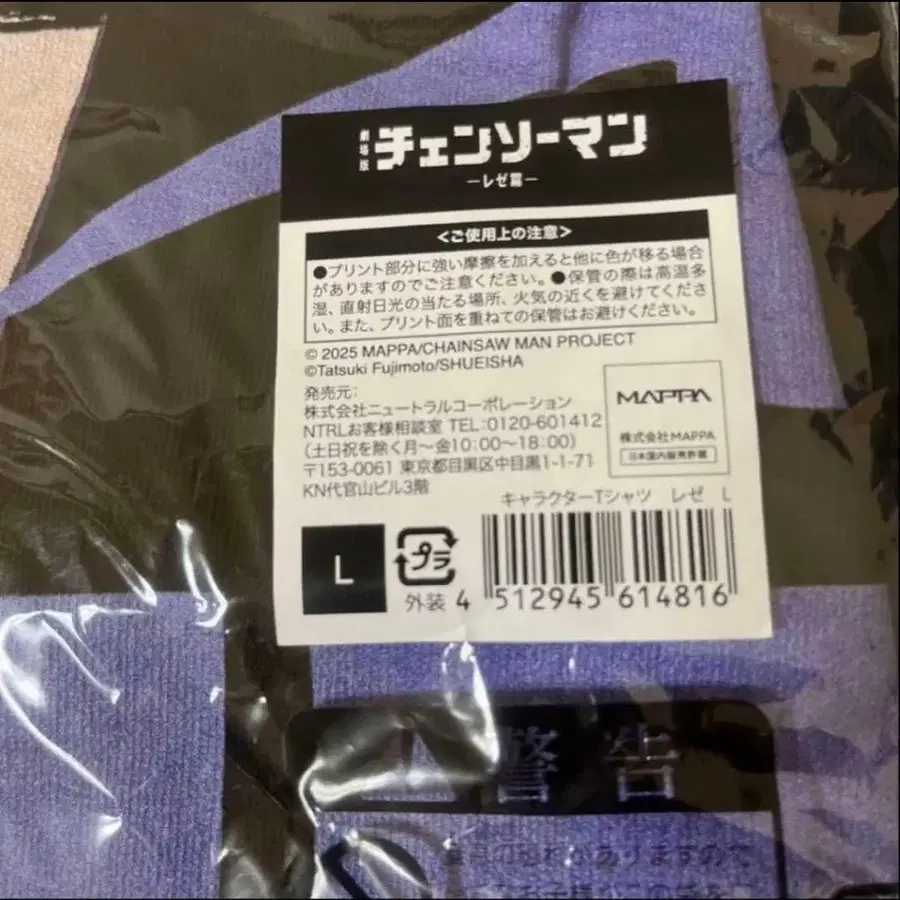 劇場版 チェンソーマン
―レゼ篇―
＜ご使用上の注意＞
●プリント部分に強い摩擦を加えると他に色が移る場合
がありますのでご注意ください。●保管の際は高温多
湿、直射日光の当たる場所、火気の近くを避けてくださ
い。また、プリント面を重ねての保管はお避けください。
© 2025 MAPPA/CHAINSAW MAN PROJECT
©Tatsuki Fujimoto/SHUEISHA
発売元:
株式会社ニュートラルコーポレーション
NTRLお客様相談室 TEL:0120-601412
(土日祝を除く月〜金10:00〜18:00)
〒153-0061 東京都目黒区中目黒1-1-71
KN代官山ビル3階
MAPPA
株式会社MAPPA
日本国内販売許諾
キャラクターTシャツ レゼ L
L
プラ
外装
4 512945 614816
警告